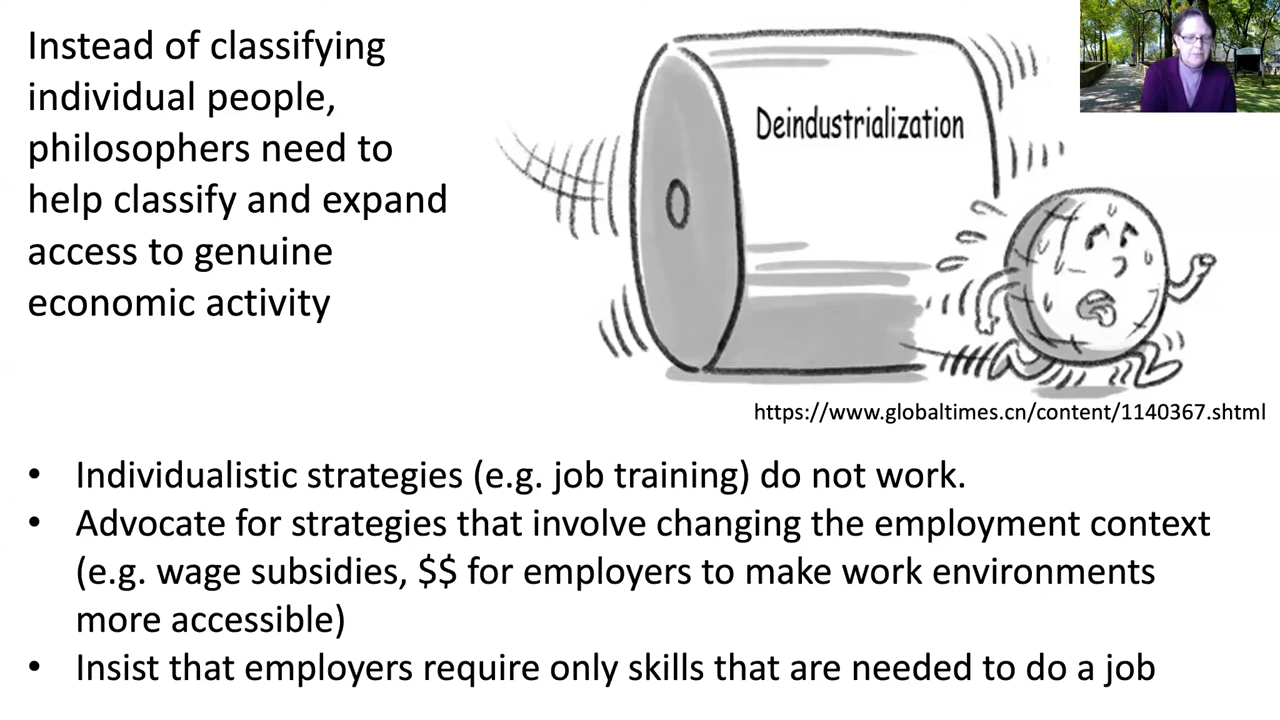 Instead of classifying
individual people,
philosophers need to
help classify and expand
access to genuine
economic activity
Deindustrialization
https://www.globaltimes.cn/content/1140367.shtml
• Individualistic strategies (e.g. job training) do not work.
• Advocate for strategies that involve changing the employment context
(e.g. wage subsidies, $$ for employers to make work environments
more accessible)
• Insist that employers require only skills that are needed to do a job